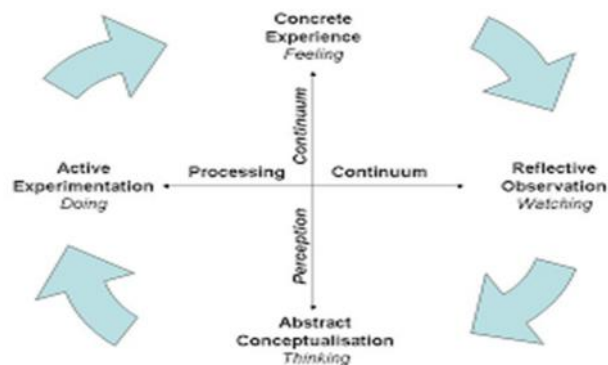 Concrete
Experience
Feeling
Continuum
Active
Experimentation
Doing
Processing
Continuum
Reflective
Observation
Watching
Perception
Abstract
Conceptualisation
Thinking